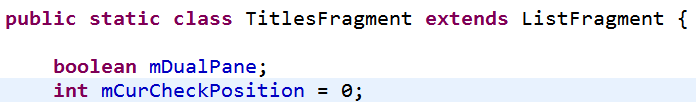 public static class TitlesFragment extends ListFragment {
boolean mDualPane;
int mCurCheckPosition = 0;